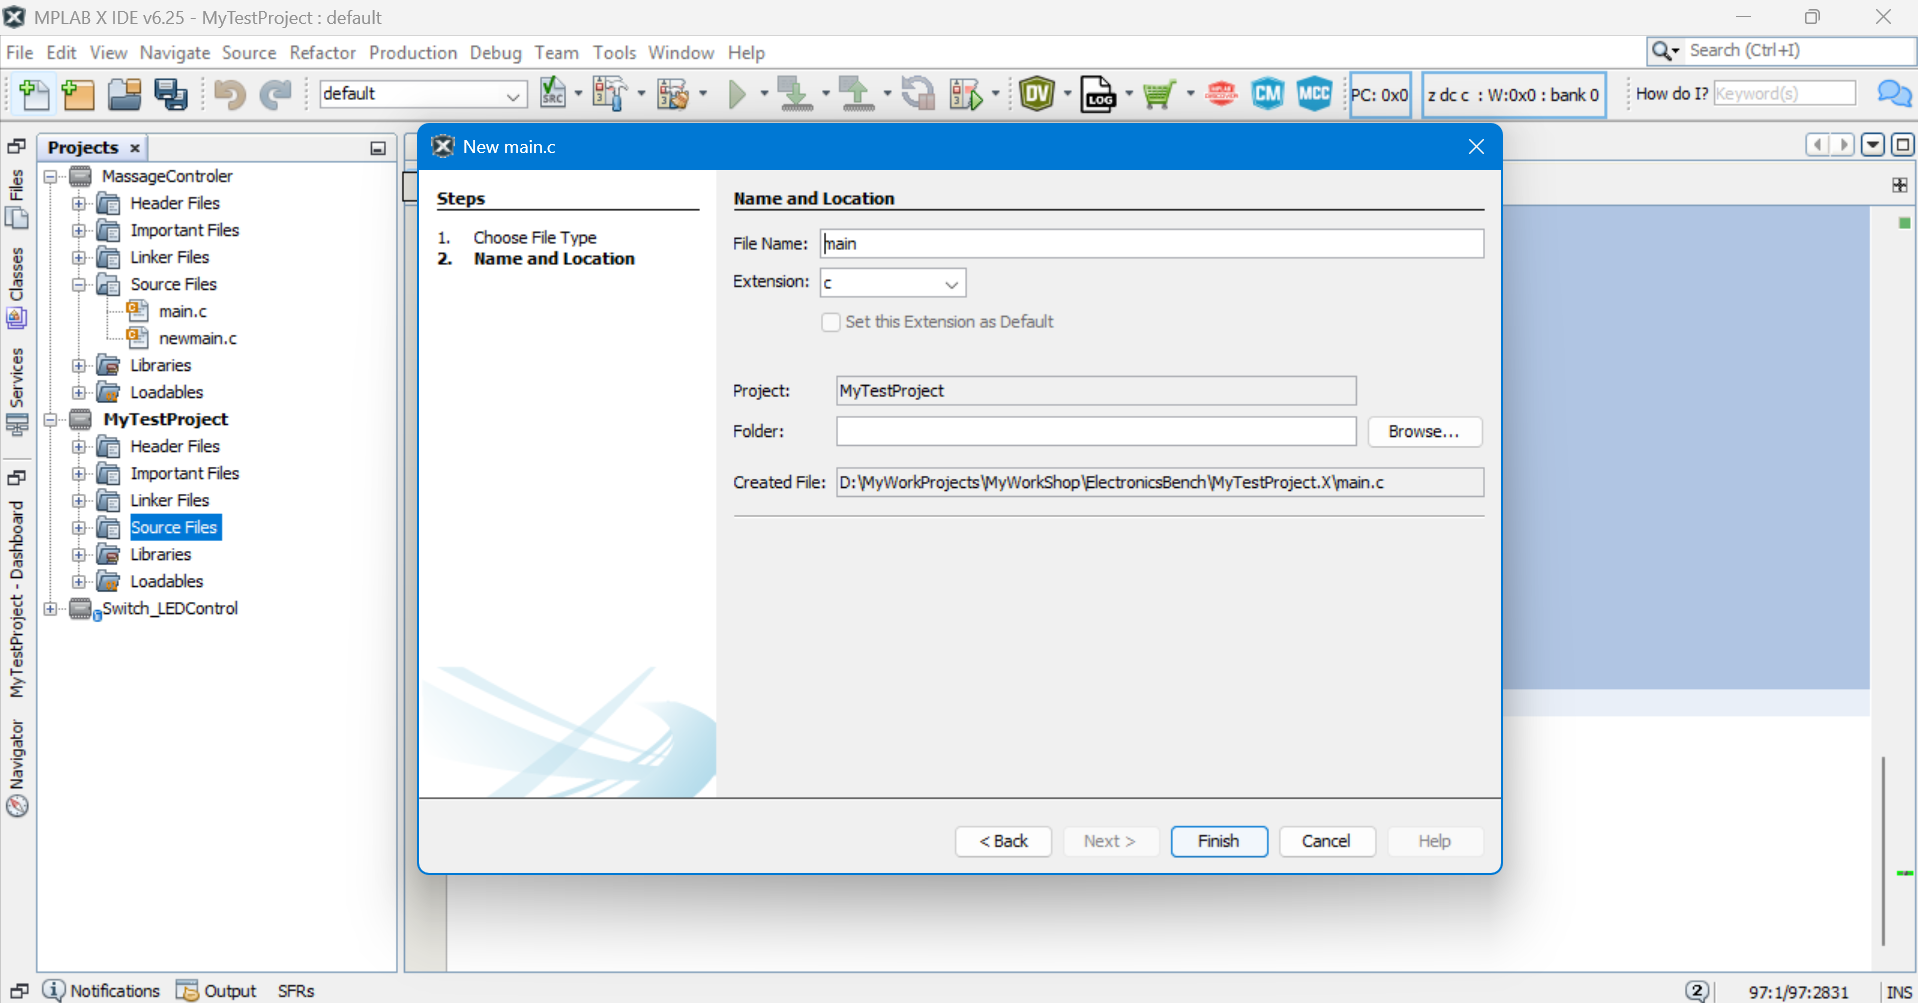 MPLAB X IDE v6.25 - MyTestProject : default
File Edit View Navigate Source Refactor Production Debug Team Tools Window Help
Search (Ctrl+I)
default
SRC
DV
LOG
CM
MCC
PC: 0x0
z dc c : W:0x0 : bank 0
How do I?
Keyword(s)
Files
Classes
Services
MyTestProject - Dashboard
Navigator
Projects
MassageControler
Header Files
Important Files
Linker Files
Source Files
main.c
newmain.c
Libraries
Loadables
MyTestProject
Header Files
Important Files
Linker Files
Source Files
Libraries
Loadables
Switch_LEDControl
New main.c
Steps
1. Choose File Type
2. Name and Location
Name and Location
File Name: main
Extension: c
Set this Extension as Default
Project: MyTestProject
Folder:
Browse...
Created File: D:\MyWorkProjects\MyWorkShop\ElectronicsBench\MyTestProject.X\main.c
< Back
Next >
Finish
Cancel
Help
Notifications
Output
SFRs
2
97:1/97:2831
INS